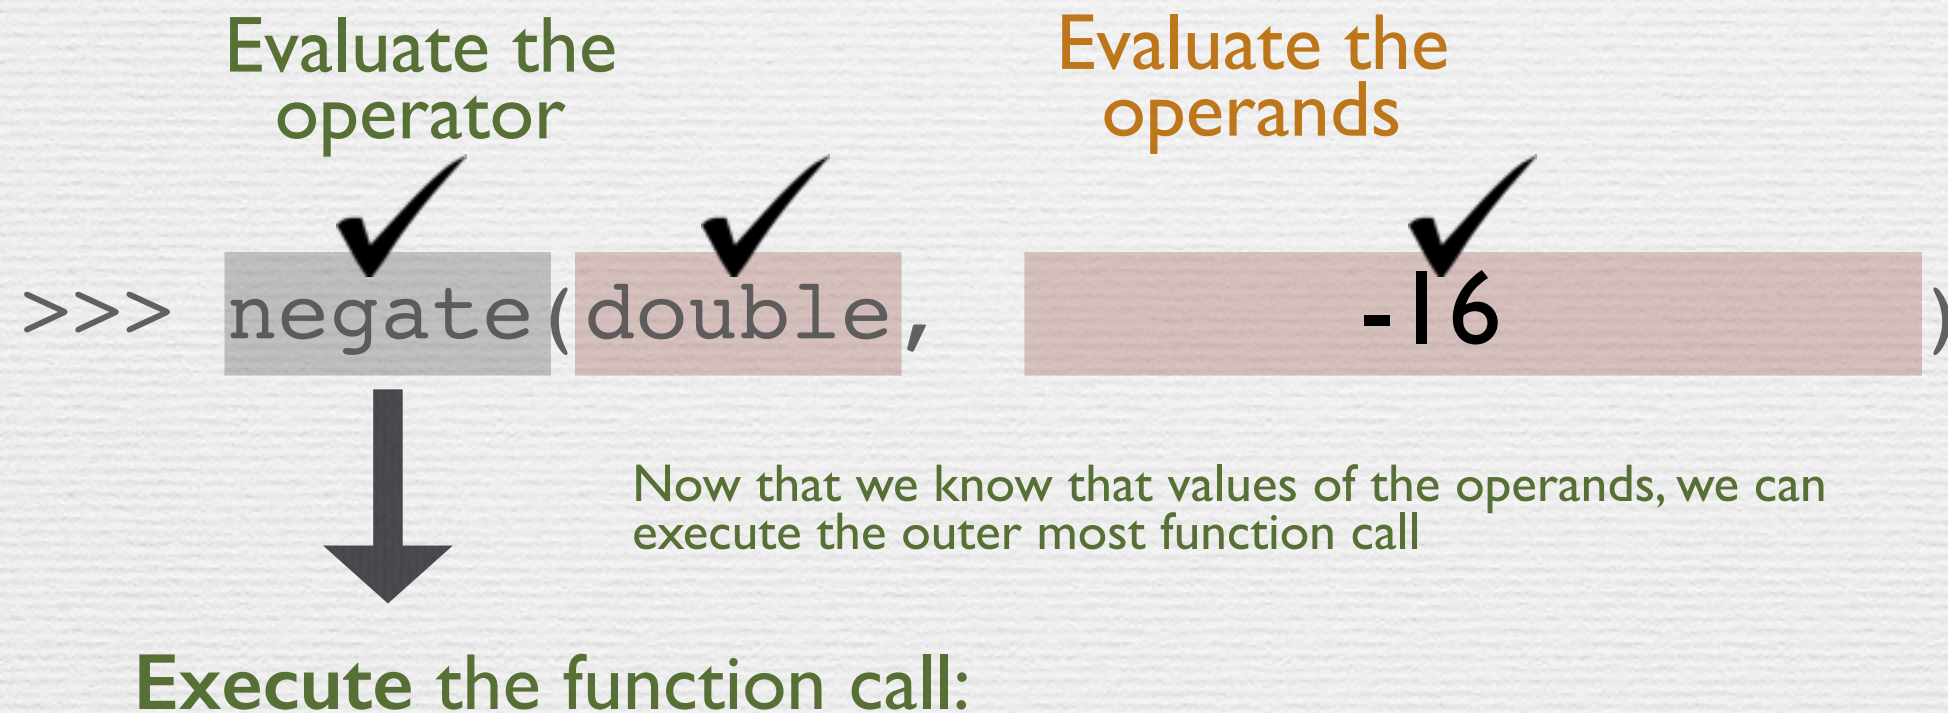 Evaluate the
operator
Evaluate the
operands
>>> negate(double, -16)
Now that we know that values of the operands, we can
execute the outer most function call
Execute the function call: